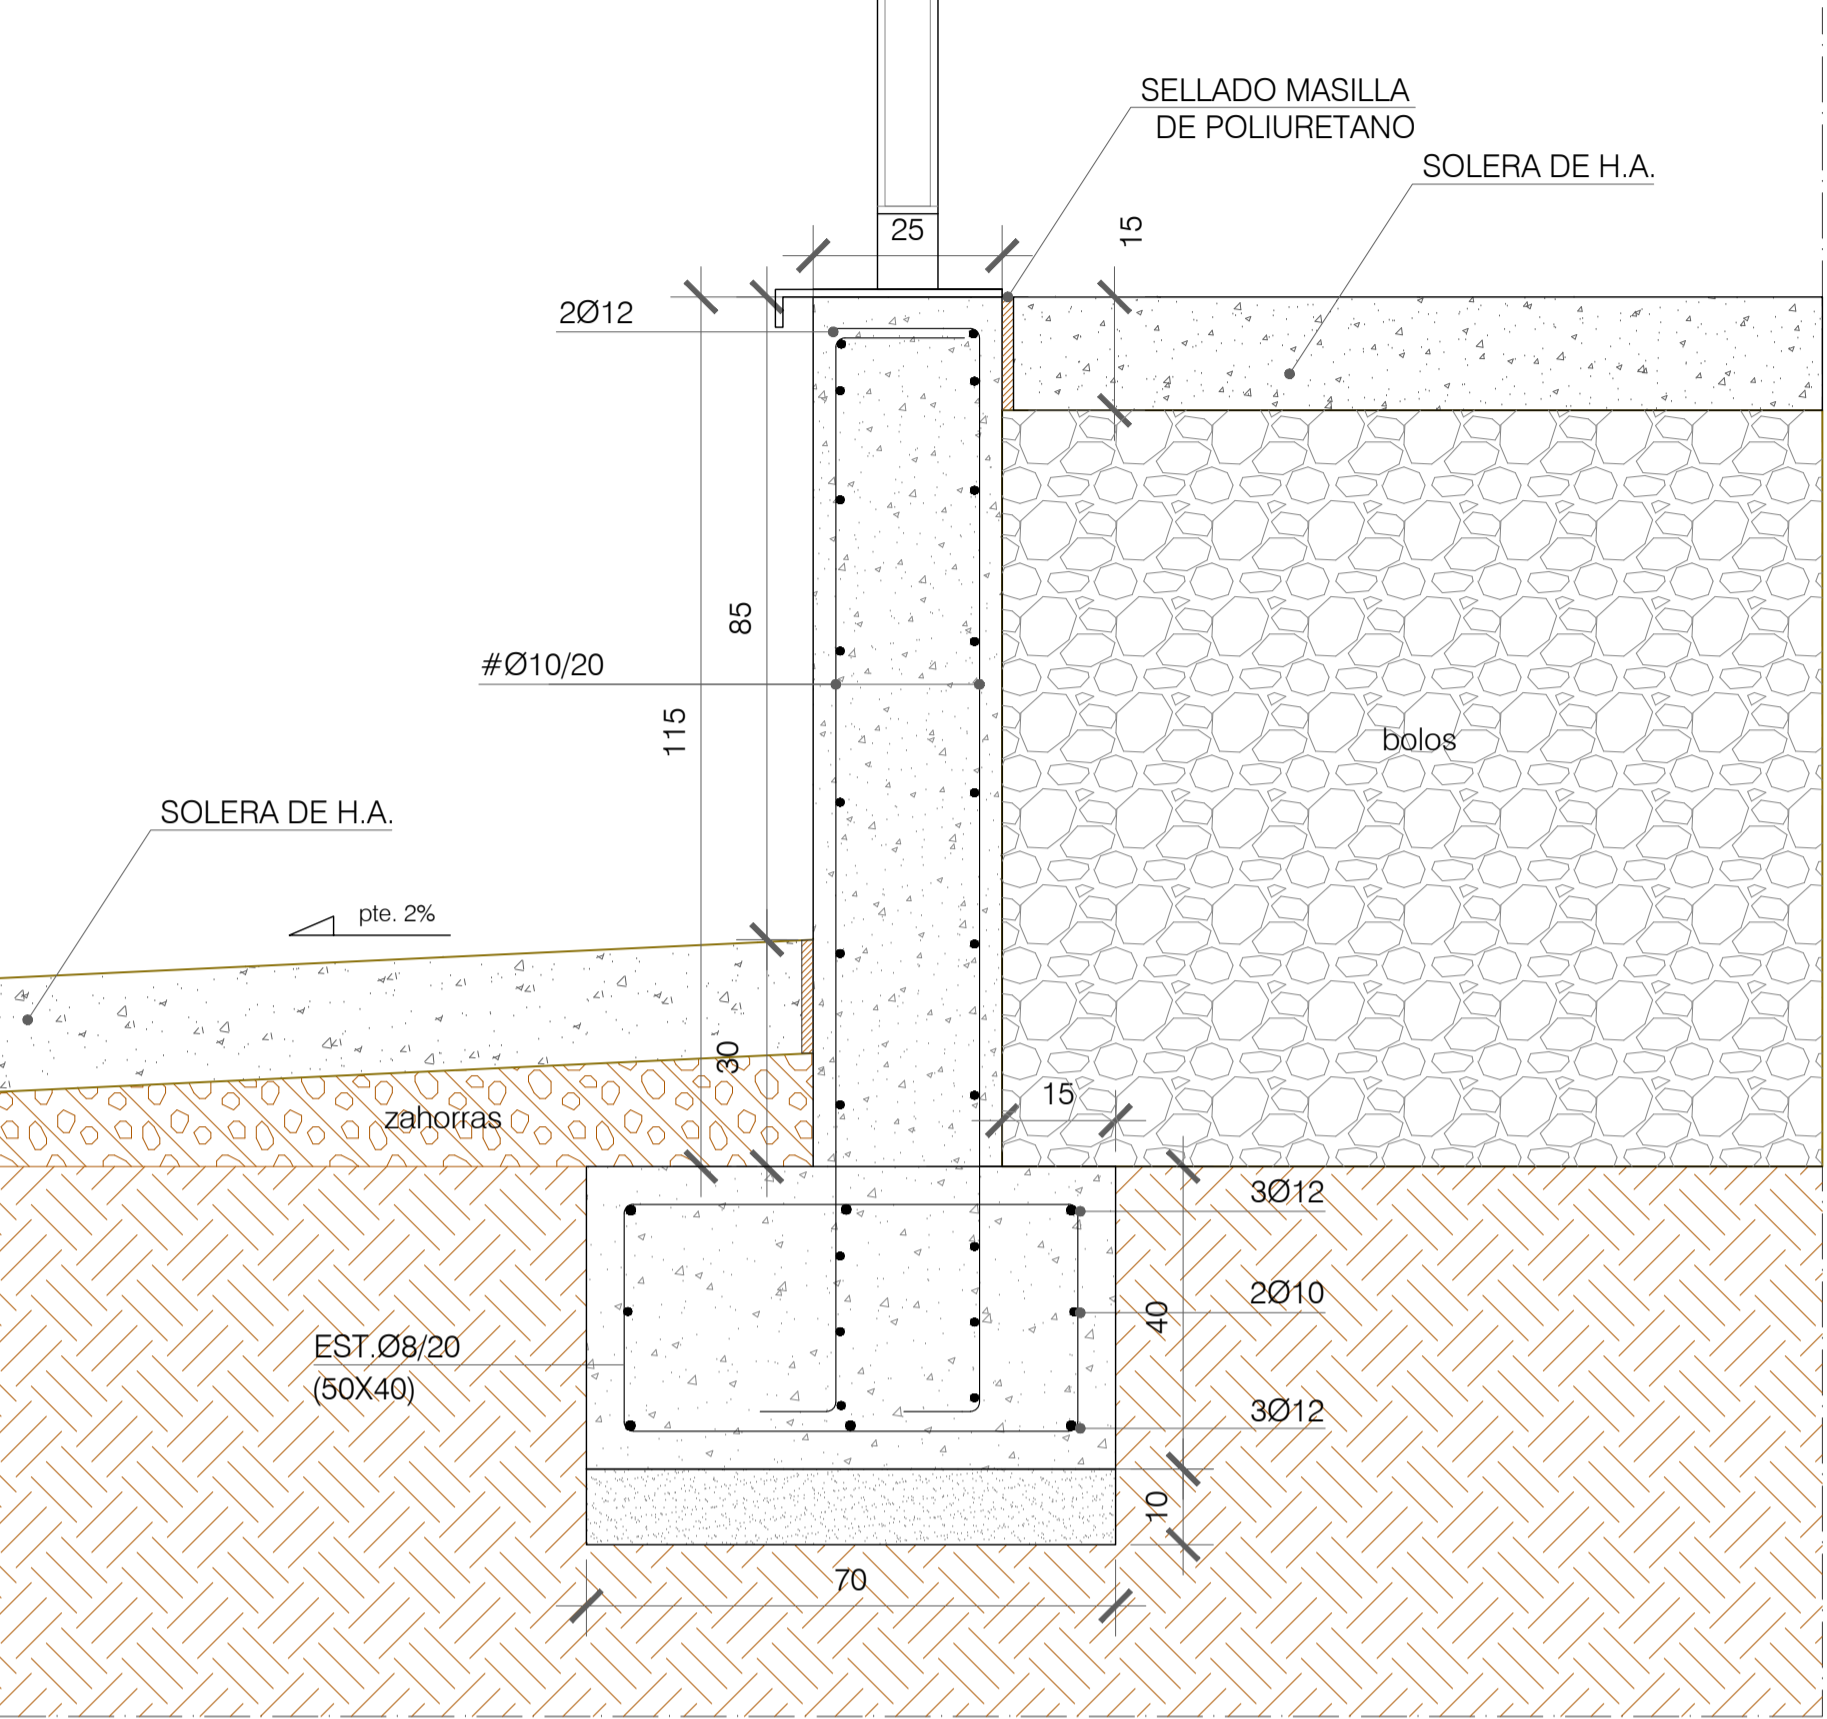 SELLADO MASILLA
DE POLIURETANO
SOLERA DE H.A.
25
15
2Ø12
85
#Ø10/20
115
bolos
SOLERA DE H.A.
pte. 2%
30
15
zahorras
3Ø12
2Ø10
40
EST.Ø8/20
(50X40)
3Ø12
10
70